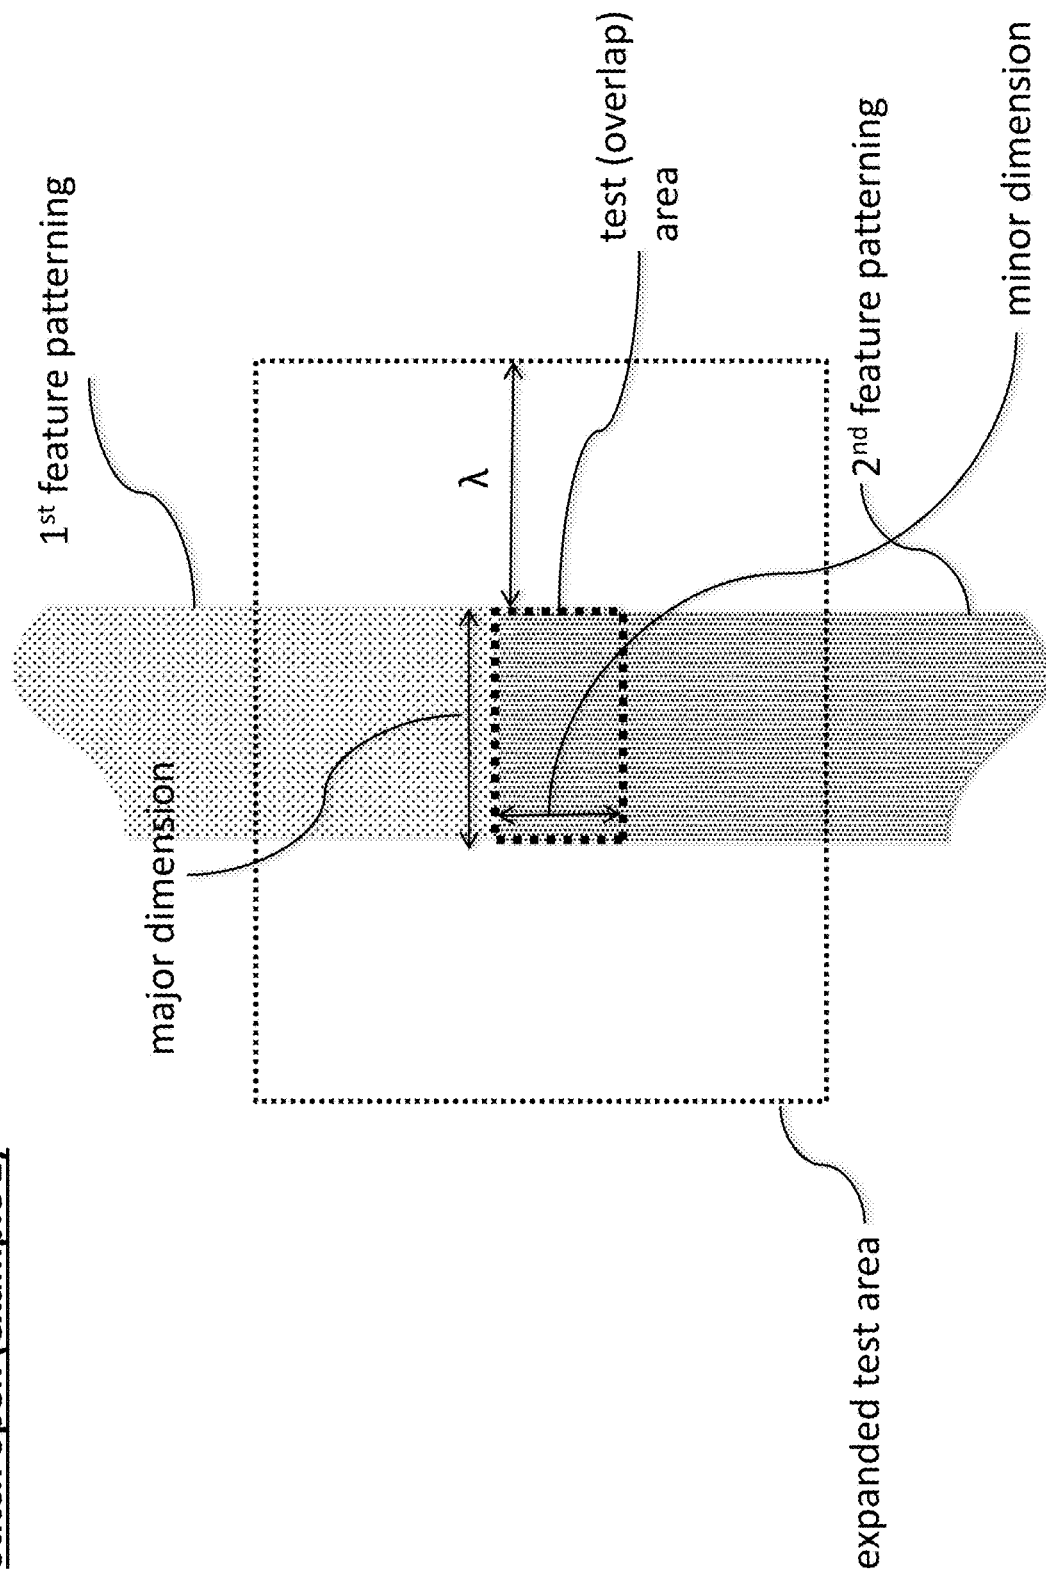 1st feature patterning
major dimension
λ
test (overlap)
area
expanded test area
2nd feature patterning
minor dimension